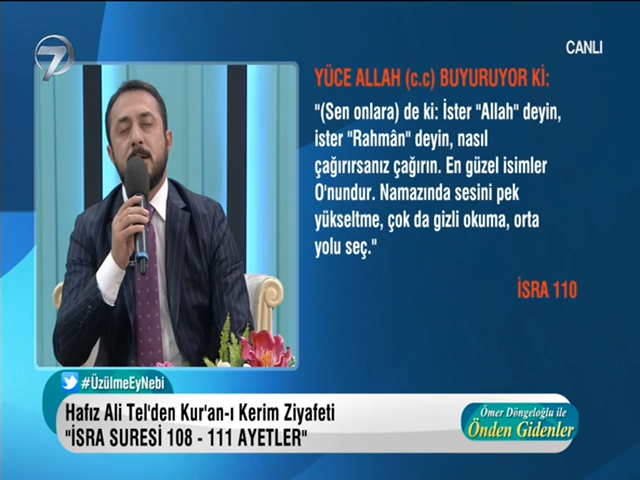 7
CANLI
YÜCE ALLAH (c.c) BUYURUYOR Kİ:
"(Sen onlara) de ki: İster "Allah" deyin,
ister "Rahmân" deyin, nasıl
çağırırsanız çağırın. En güzel isimler
O'nundur. Namazında sesini pek
yükseltme, çok da gizli okuma, orta
yolu seç."
İSRA 110
#ÜzülmeEyNebi
Hafız Ali Tel'den Kur'an-ı Kerim Ziyafeti
"İSRA SURESİ 108 - 111 AYETLER"
Ömer Döngeloğlu ile
Önden Gidenler